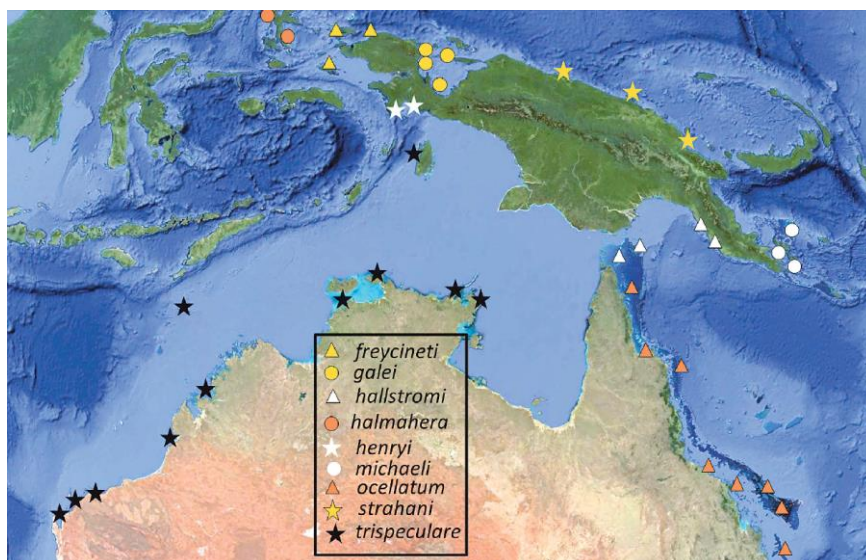 freycineti
galei
hallstromi
halmahera
henryi
michaeli
ocellatum
strahani
trispeculare